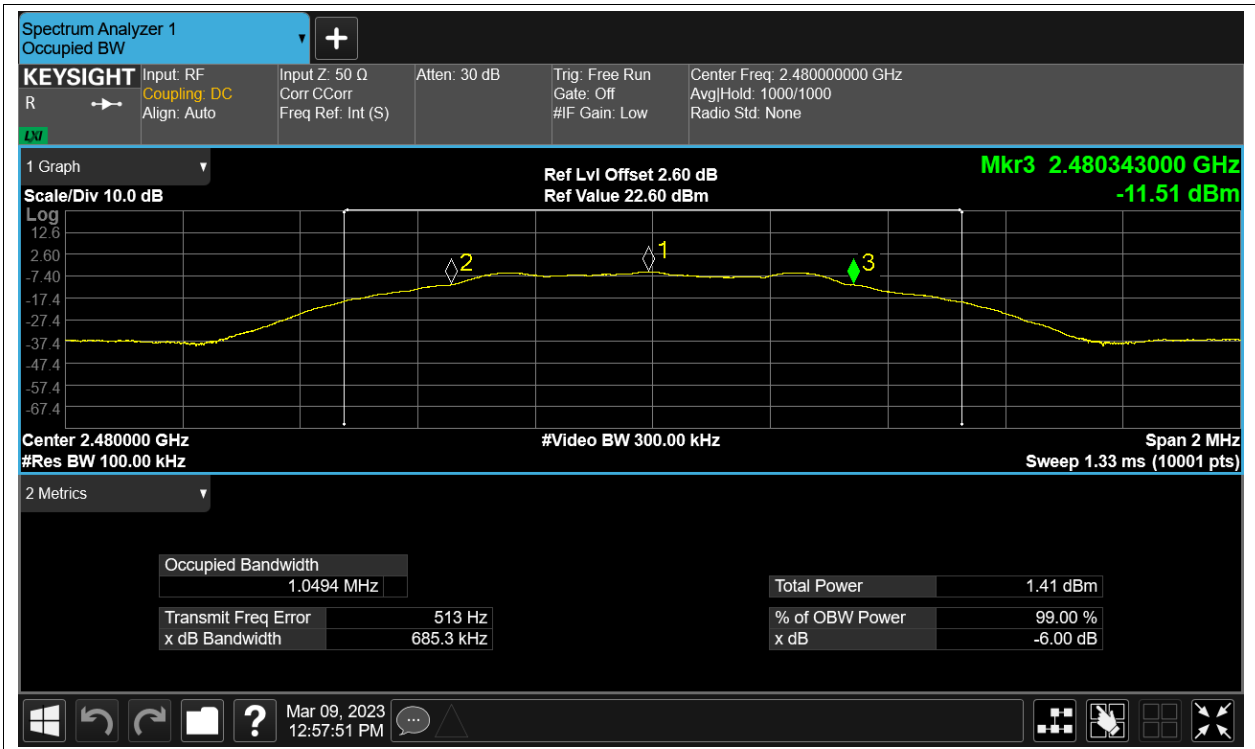 Spectrum Analyzer 1
Occupied BW
KEYSIGHT
R
LXI
Input: RF
Coupling: DC
Align: Auto
Input Z: 50 Ω
Corr CCorr
Freq Ref: Int (S)
Atten: 30 dB
Trig: Free Run
Gate: Off
#IF Gain: Low
Center Freq: 2.480000000 GHz
Avg|Hold: 1000/1000
Radio Std: None
1 Graph
Scale/Div 10.0 dB
Ref Lvl Offset 2.60 dB
Ref Value 22.60 dBm
Mkr3 2.480343000 GHz
-11.51 dBm
Log
12.6
2.60
-7.40
-17.4
-27.4
-37.4
-47.4
-57.4
-67.4
2
1
3
Center 2.480000 GHz
#Res BW 100.00 kHz
#Video BW 300.00 kHz
Span 2 MHz
Sweep 1.33 ms (10001 pts)
2 Metrics
Occupied Bandwidth
1.0494 MHz
Transmit Freq Error 513 Hz
x dB Bandwidth 685.3 kHz
Total Power 1.41 dBm
% of OBW Power 99.00 %
x dB -6.00 dB
?
Mar 09, 2023
12:57:51 PM